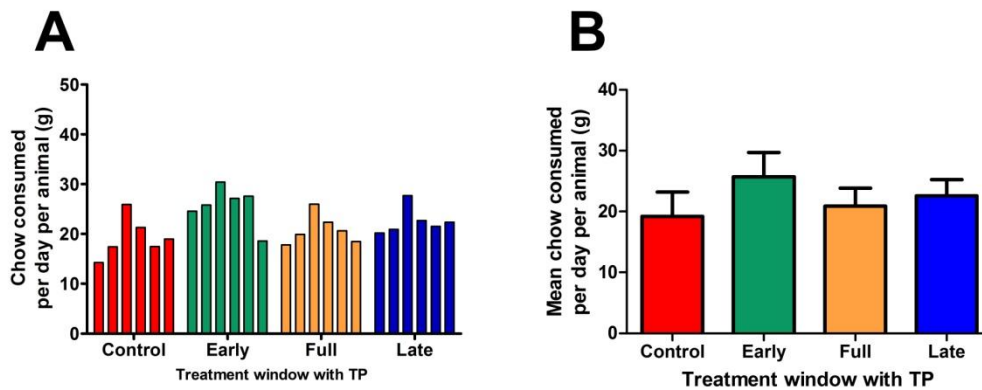 A
Chow consumed
per day per animal (g)
50
40
30
20
10
0
Control Early Full Late
Treatment window with TP
B
Mean chow consumed
per day per animal (g)
40
30
20
10
0
Control Early Full Late
Treatment window with TP